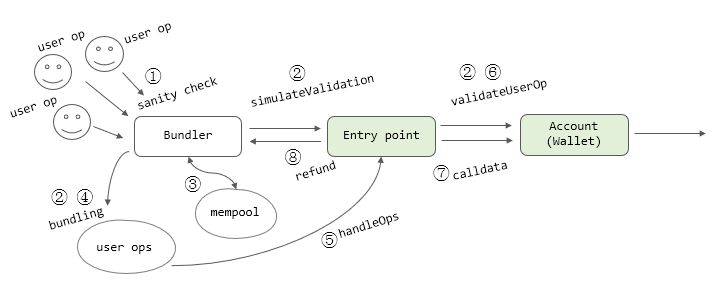 user op
user op
user op
①
sanity check
②
simulateValidation
② ⑥
validateUserOp
Bundler
Entry point
Account
(Wallet)
⑧
refund
⑦ calldata
③
mempool
② ④
bundling
user ops
⑤ handleOps